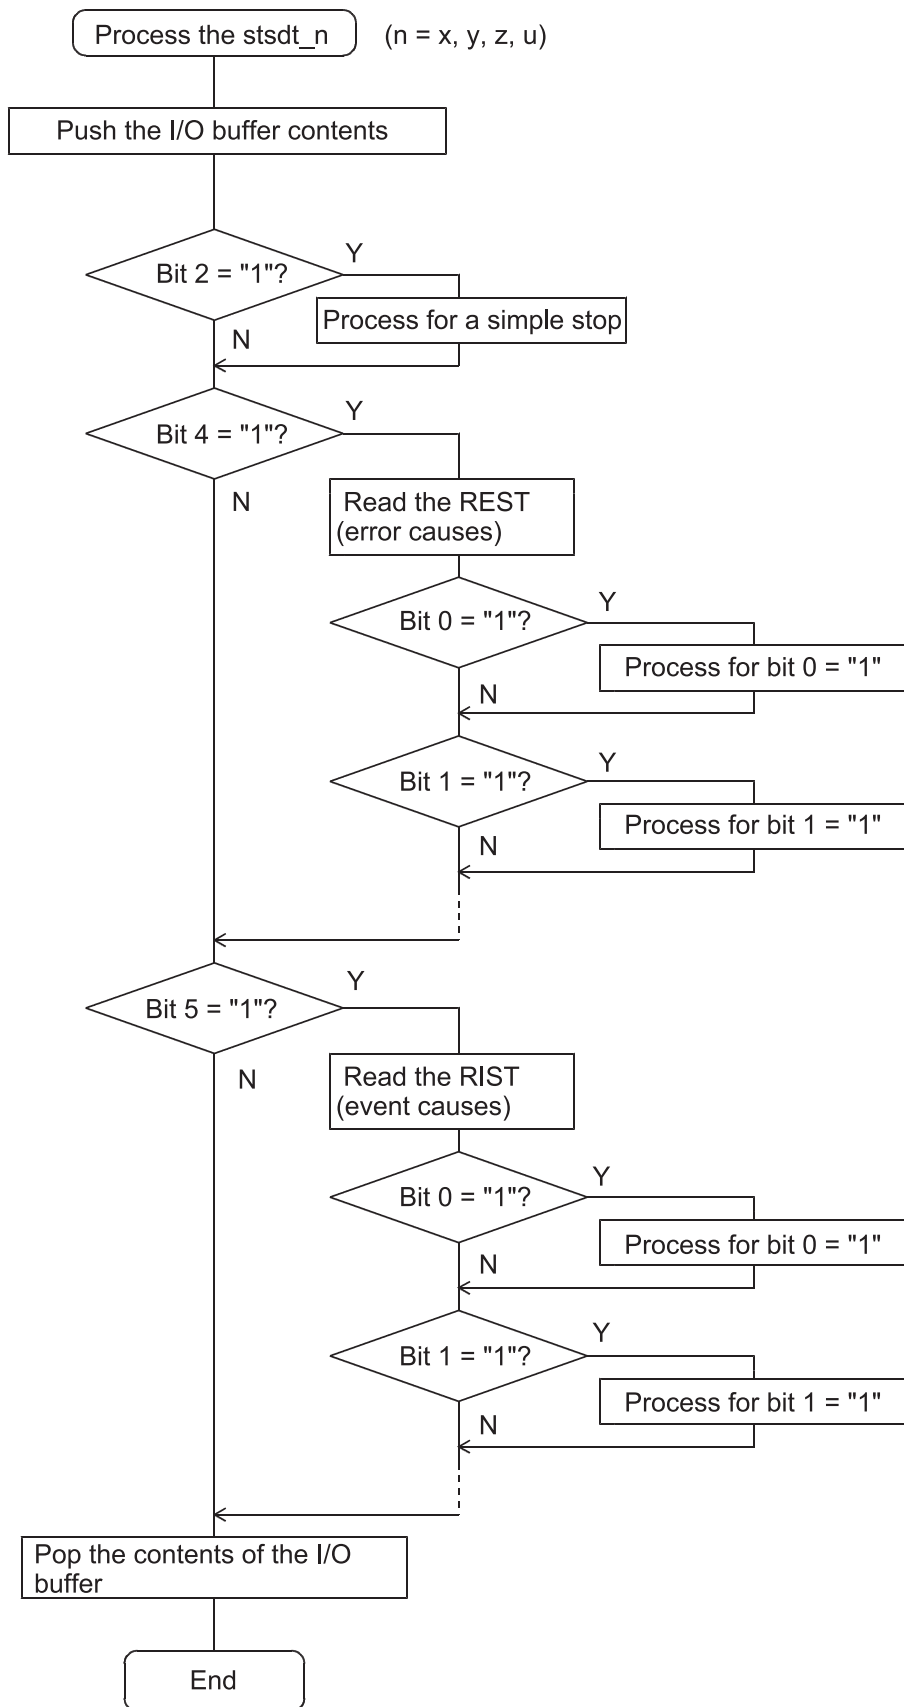 Process the stsdt_n (n = x, y, z, u)
Push the I/O buffer contents
Y
Bit 2 = "1"?
Process for a simple stop
N
Y
Bit 4 = "1"?
N
Read the REST
(error causes)
Y
Bit 0 = "1"?
Process for bit 0 = "1"
N
Y
Bit 1 = "1"?
Process for bit 1 = "1"
N
Y
Bit 5 = "1"?
N
Read the RIST
(event causes)
Y
Bit 0 = "1"?
Process for bit 0 = "1"
N
Y
Bit 1 = "1"?
Process for bit 1 = "1"
N
Pop the contents of the I/O
buffer
End